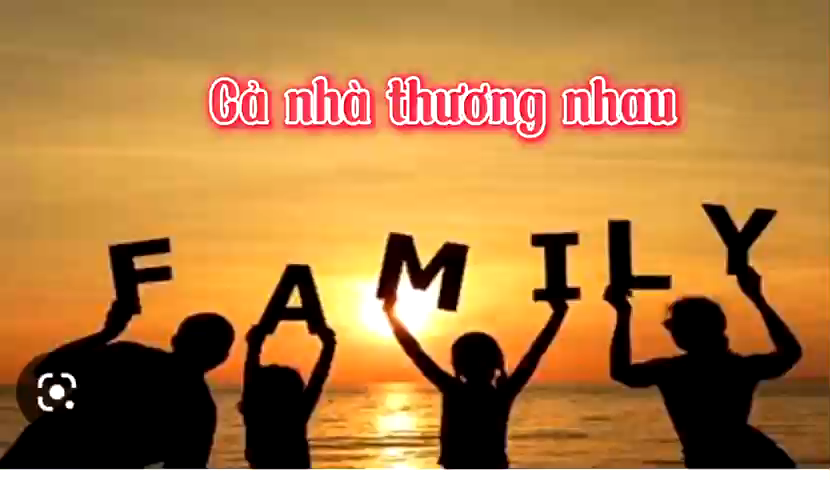 Cả nhà thương nhau
FAMILY